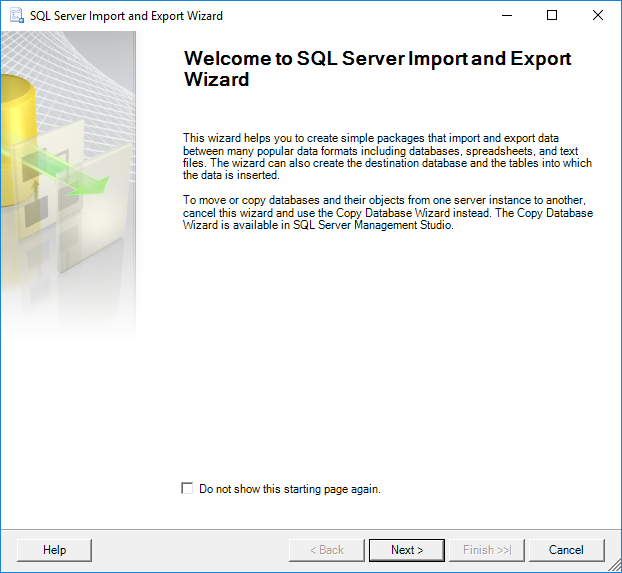 SQL Server Import and Export Wizard
Welcome to SQL Server Import and Export
Wizard
This wizard helps you to create simple packages that import and export data
between many popular data formats including databases, spreadsheets, and text
files. The wizard can also create the destination database and the tables into which
the data is inserted.
To move or copy databases and their objects from one server instance to another,
cancel this wizard and use the Copy Database Wizard instead. The Copy Database
Wizard is available in SQL Server Management Studio.
Do not show this starting page again.
Help
< Back
Next >
Finish >>|
Cancel